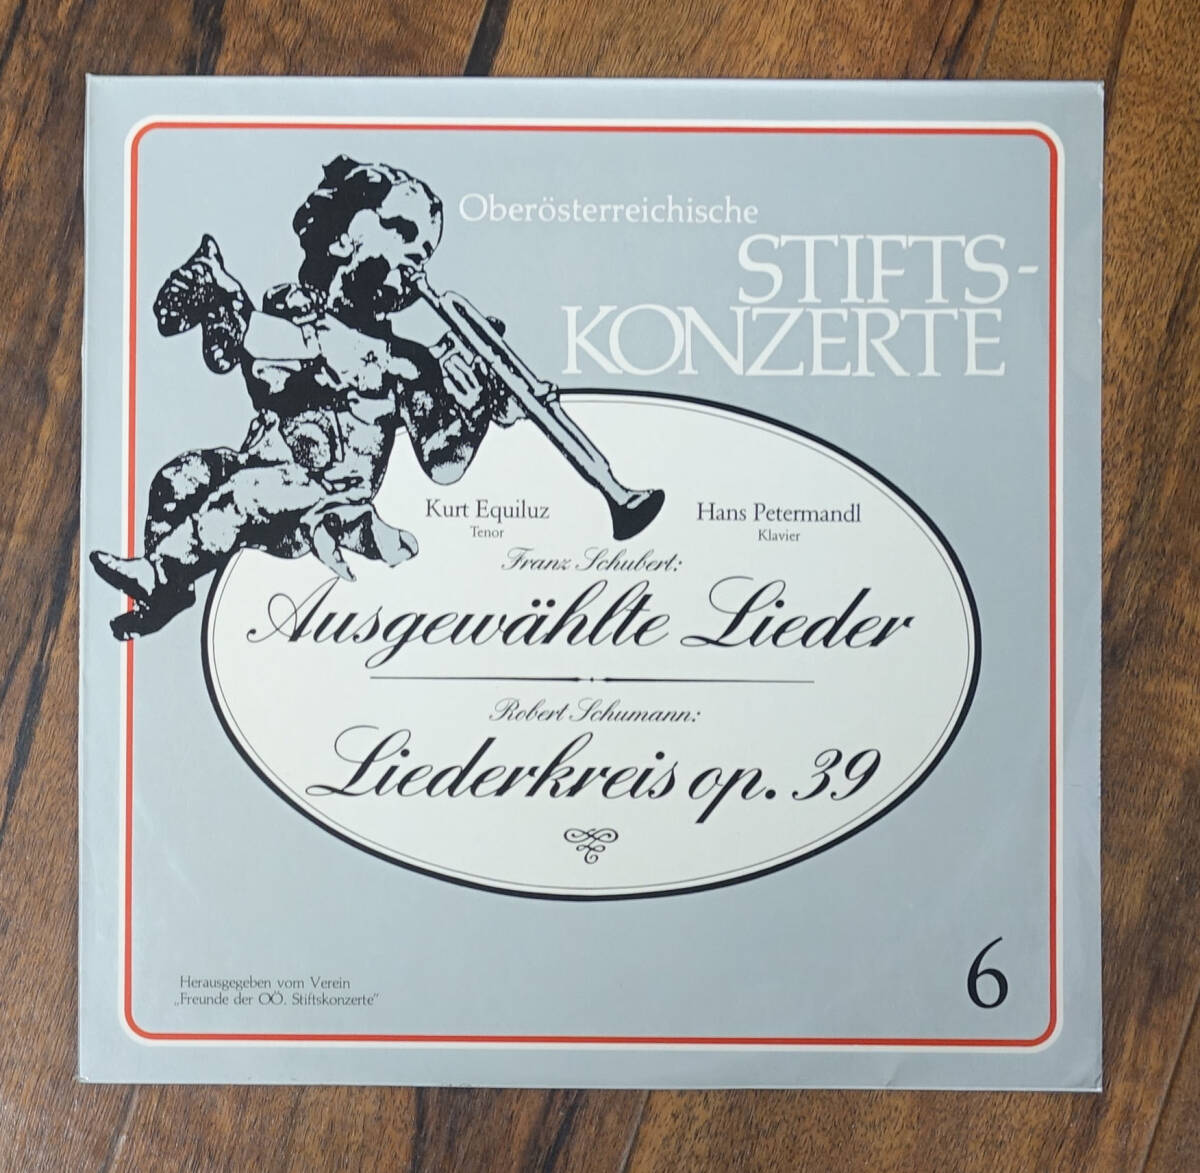 Oberösterreichische
STIFTS-
KONZERTE
Kurt Equiluz
Tenor
Hans Petermandl
Klavier
Franz Schubert:
Ausgewählte Lieder
Robert Schumann:
Liederkreis op. 39
Herausgegeben vom Verein
„Freunde der OÖ. Stiftskonzerte"
6